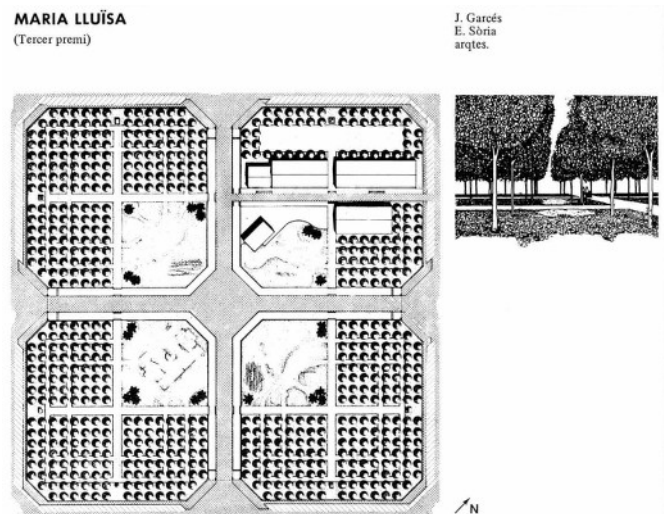 MARIA LLUÏSA
(Tercer premi)
J. Garcés
E. Sòria
arqtes.
N